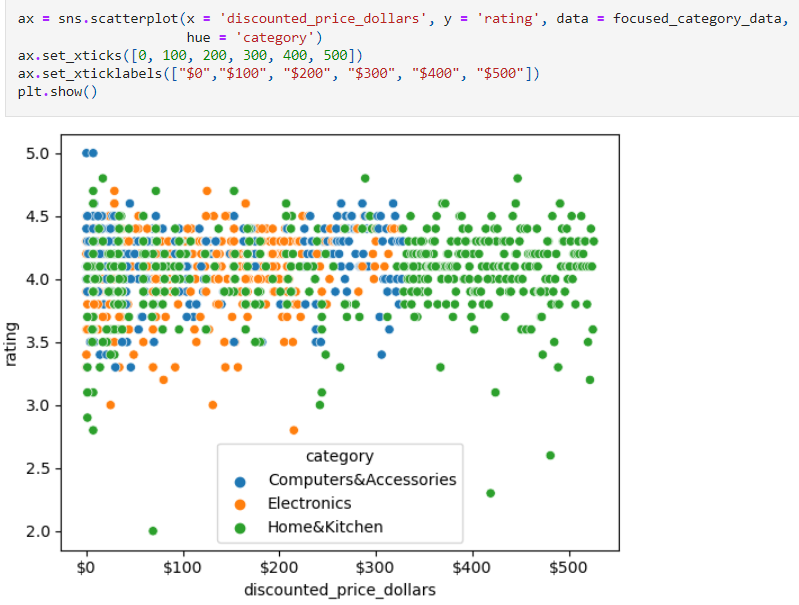 ax = sns.scatterplot(x = 'discounted_price_dollars', y = 'rating', data = focused_category_data,
hue = 'category')
ax.set_xticks([0, 100, 200, 300, 400, 500])
ax.set_xticklabels(["$0","$100", "$200", "$300", "$400", "$500"])
plt.show()
5.0
4.5
4.0
3.5
3.0
2.5
2.0
rating
category
Computers&Accessories
Electronics
Home&Kitchen
$0 $100 $200 $300 $400 $500
discounted_price_dollars